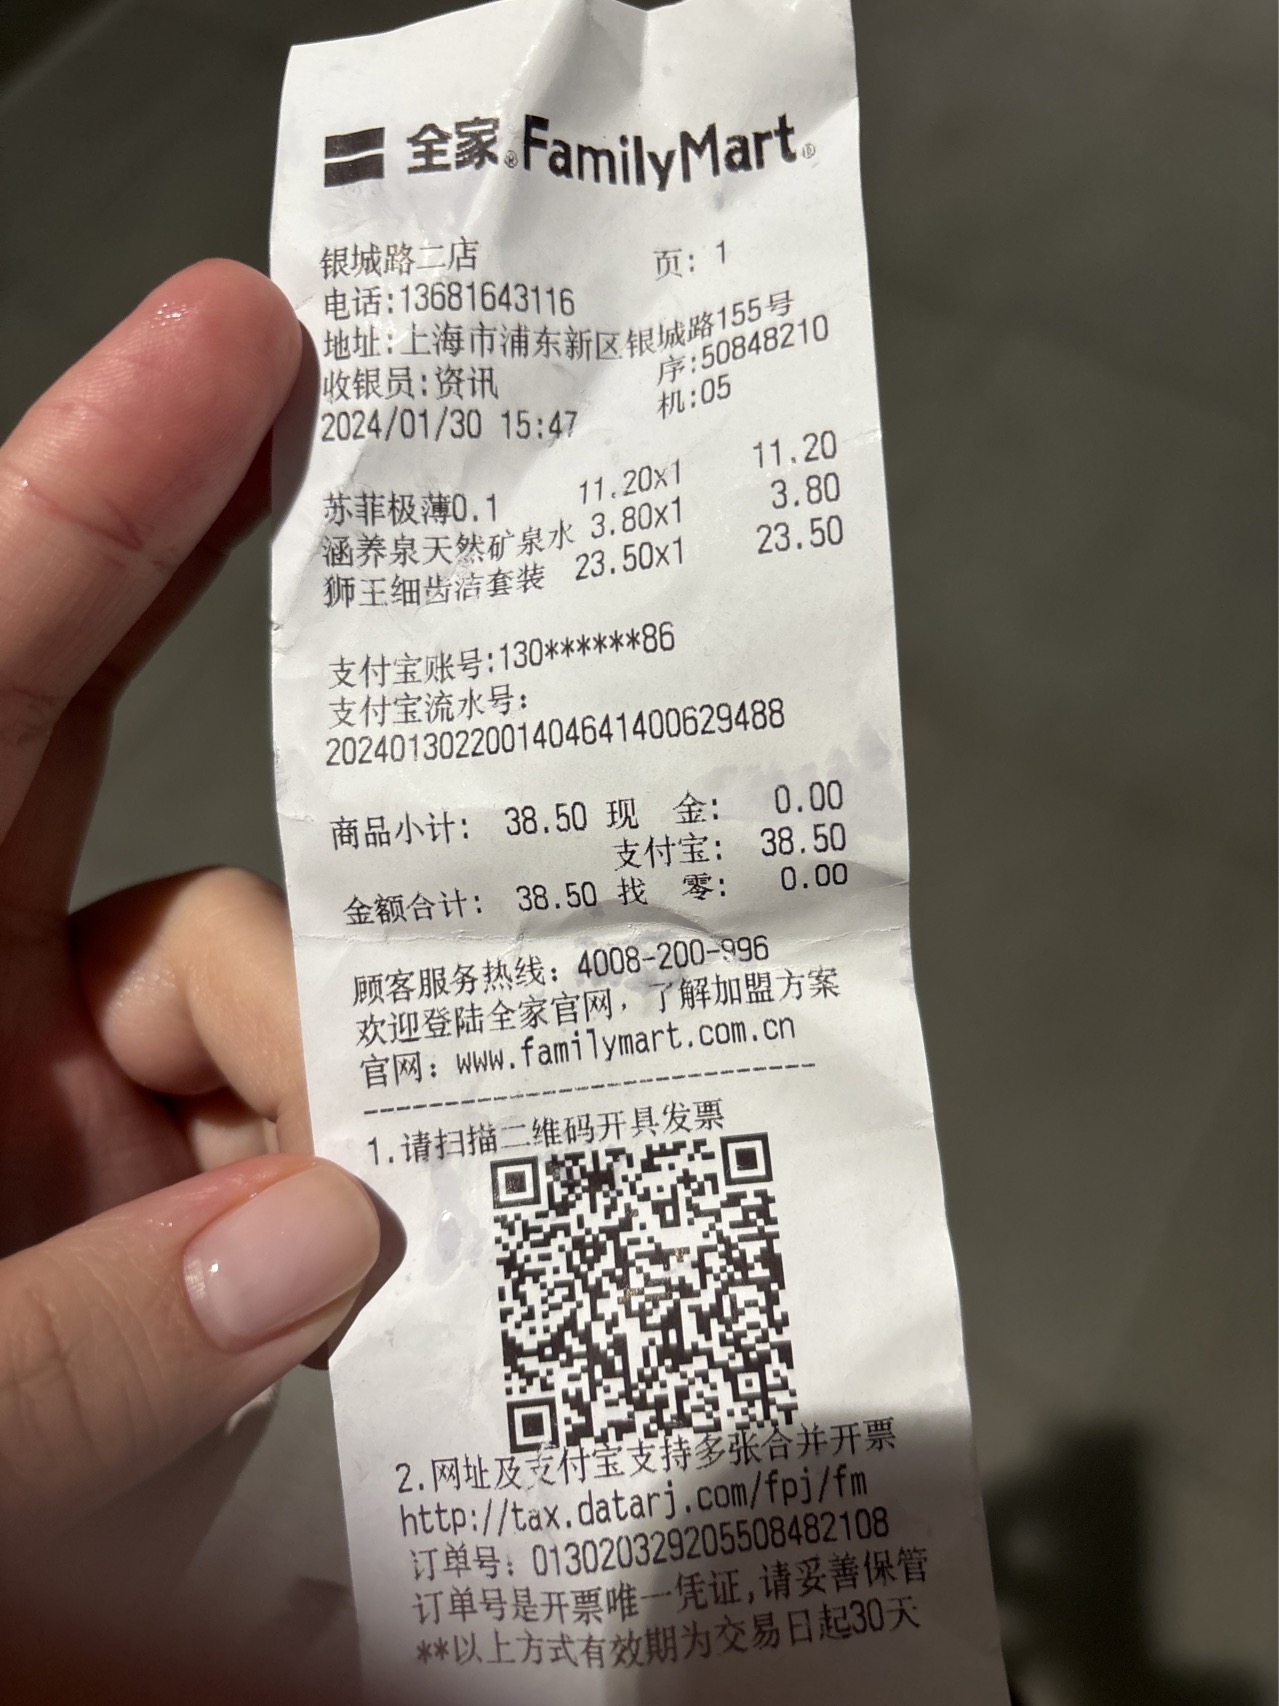 全家® FamilyMart®
银城路二店 页: 1
电话:13681643116
地址:上海市浦东新区银城路155号
收银员:资讯 序:50848210
2024/01/30 15:47 机:05
苏菲极薄0.1 11.20x1 11.20
涵养泉天然矿泉水 3.80x1 3.80
狮王细齿洁套装 23.50x1 23.50
支付宝账号:130******86
支付宝流水号:
2024013022001404641400629488
商品小计: 38.50 现 金: 0.00
支付宝: 38.50
金额合计: 38.50 找 零: 0.00
顾客服务热线: 4008-200-996
欢迎登陆全家官网, 了解加盟方案
官网: www.familymart.com.cn
--------------------------------
1.请扫描二维码开具发票
2.网址及支付宝支持多张合并开票
http://tax.datarj.com/fpj/fm
订单号: 013020329205508482108
订单号是开票唯一凭证,请妥善保管
**以上方式有效期为交易日起30天